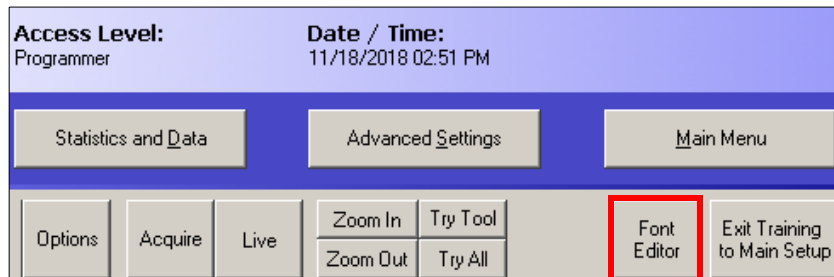 Access Level:
Programmer
Date / Time:
11/18/2018 02:51 PM
Statistics and Data
Advanced Settings
Main Menu
Options
Acquire
Live
Zoom In
Try Tool
Zoom Out
Try All
Font
Editor
Exit Training
to Main Setup